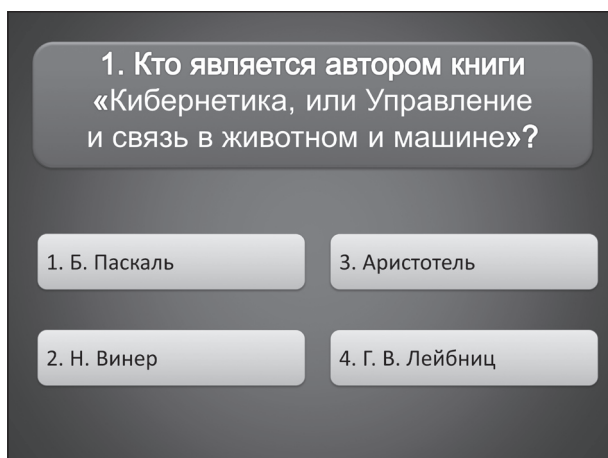 1. Кто является автором книги
«Кибернетика, или Управление
и связь в животном и машине»?
1. Б. Паскаль
2. Н. Винер
3. Аристотель
4. Г. В. Лейбниц